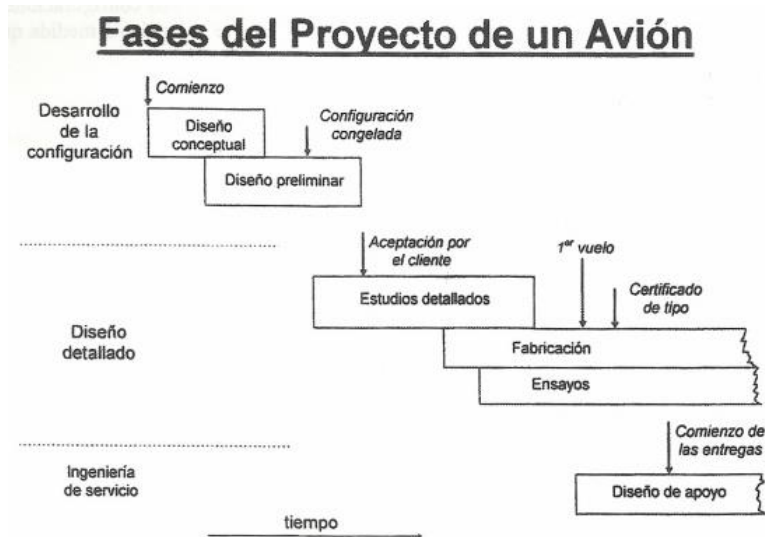 Fases del Proyecto de un Avión
Comienzo
Desarrollo
de la
configuración
Diseño
conceptual
Configuración
congelada
Diseño preliminar
Aceptación por
el cliente
1er vuelo
Estudios detallados
Certificado
de tipo
Diseño
detallado
Fabricación
Ensayos
Comienzo de
las entregas
Ingeniería
de servicio
Diseño de apoyo
tiempo